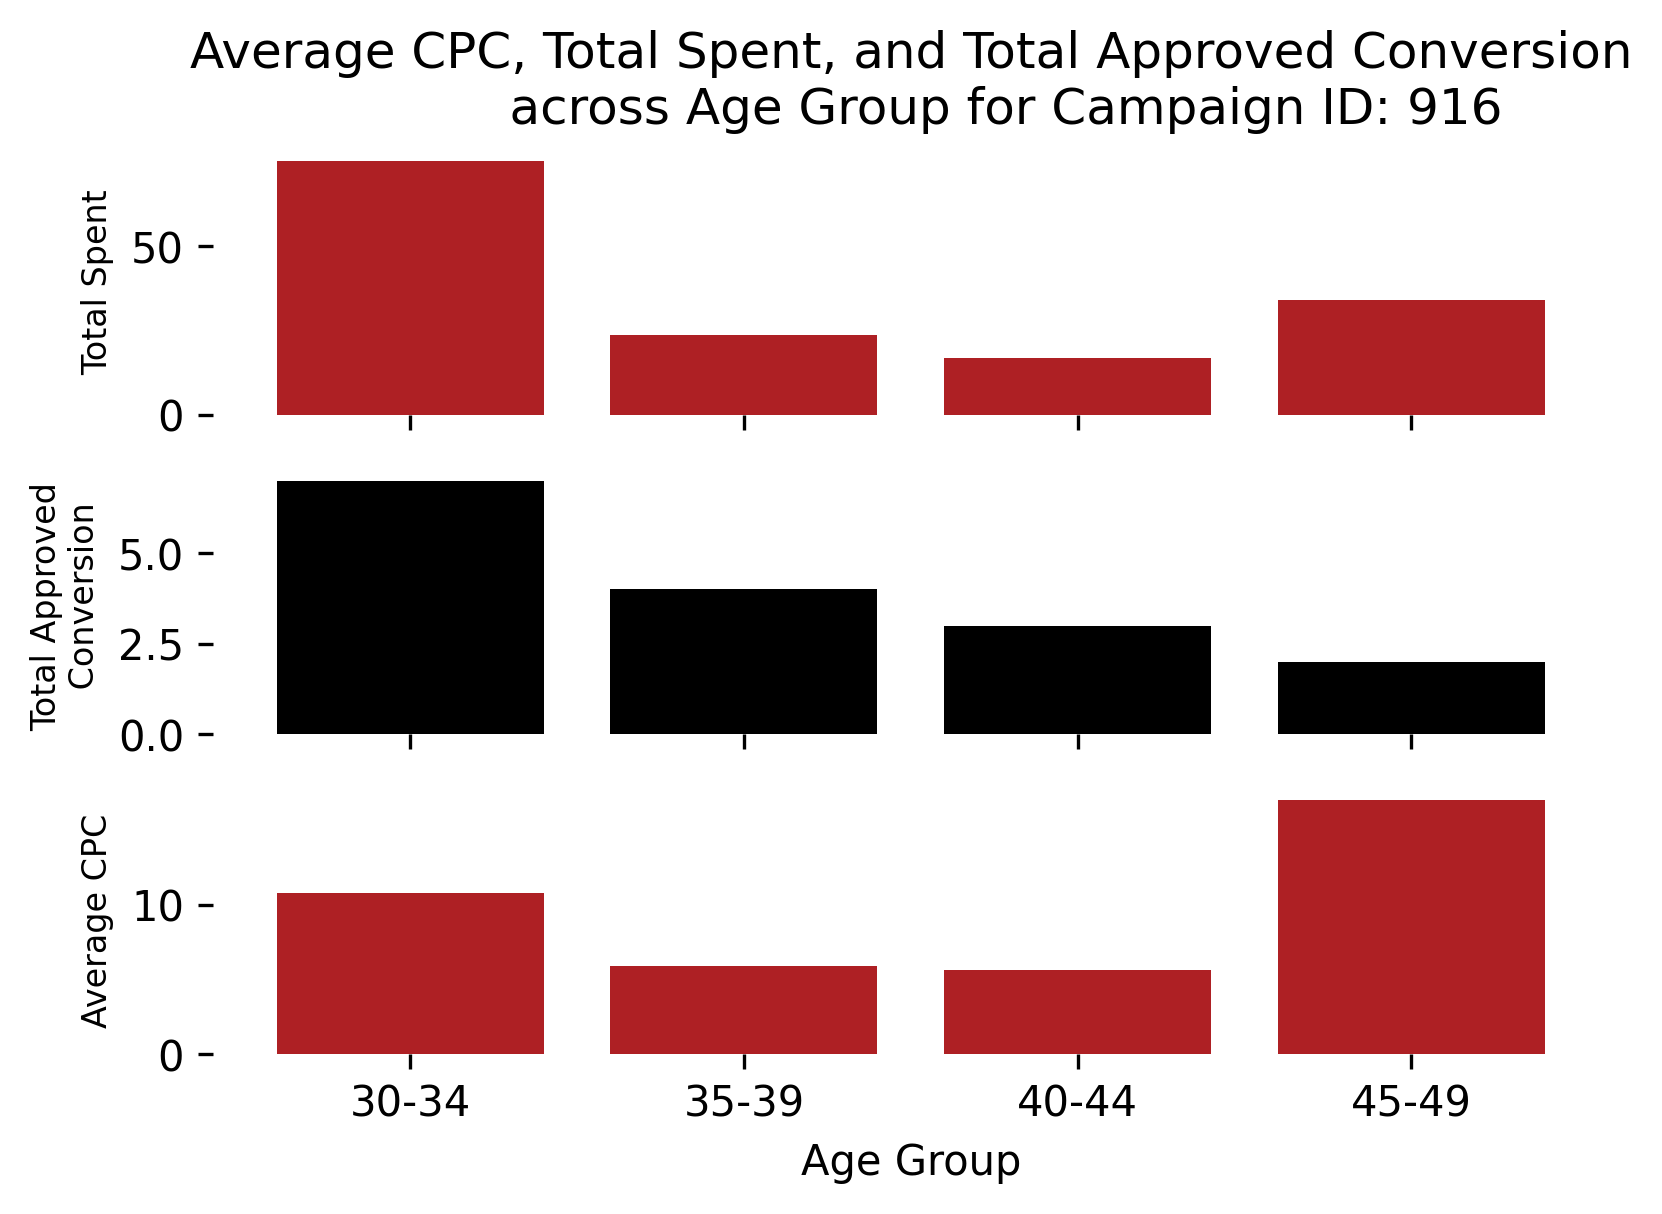 Average CPC, Total Spent, and Total Approved Conversion
across Age Group for Campaign ID: 916
Total Spent
50
0
Total Approved
Conversion
5.0
2.5
0.0
Average CPC
10
0
30-34
35-39
40-44
45-49
Age Group